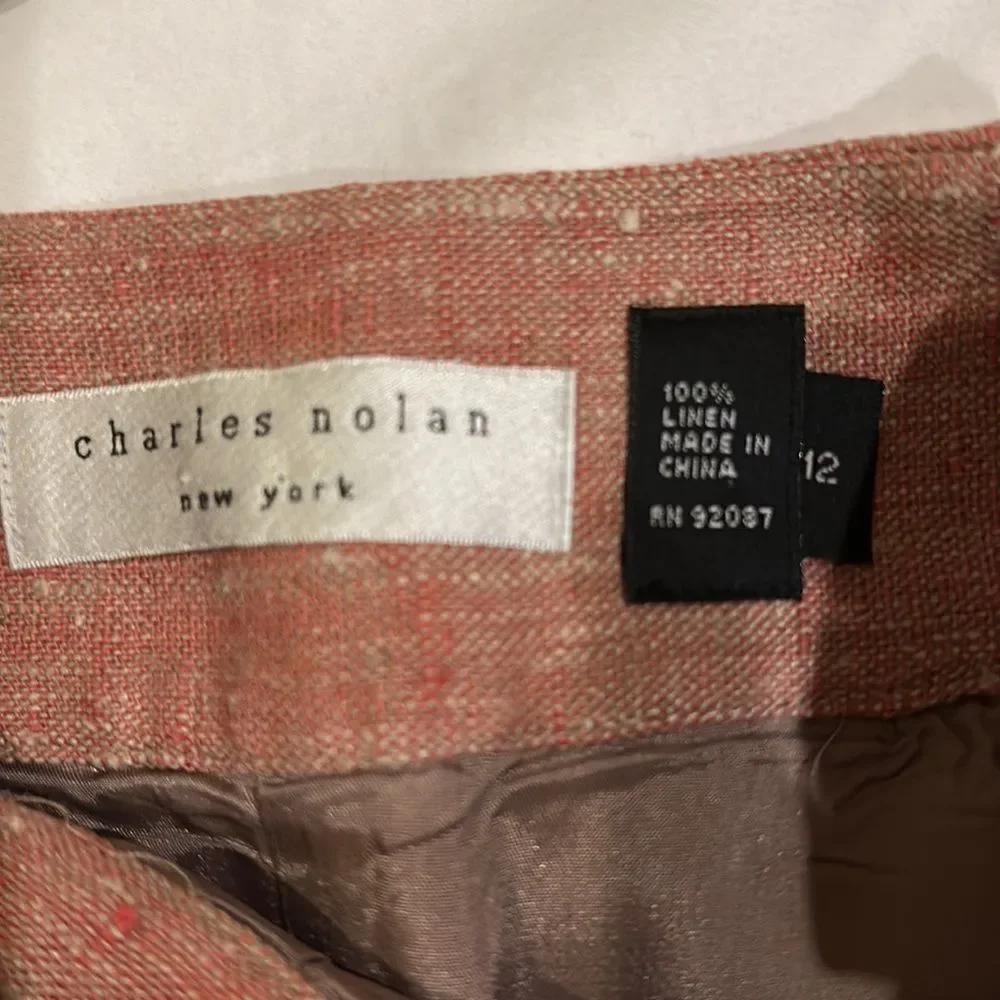 charles nolan
new york
100%
LINEN
MADE IN
CHINA
RN 92087
12